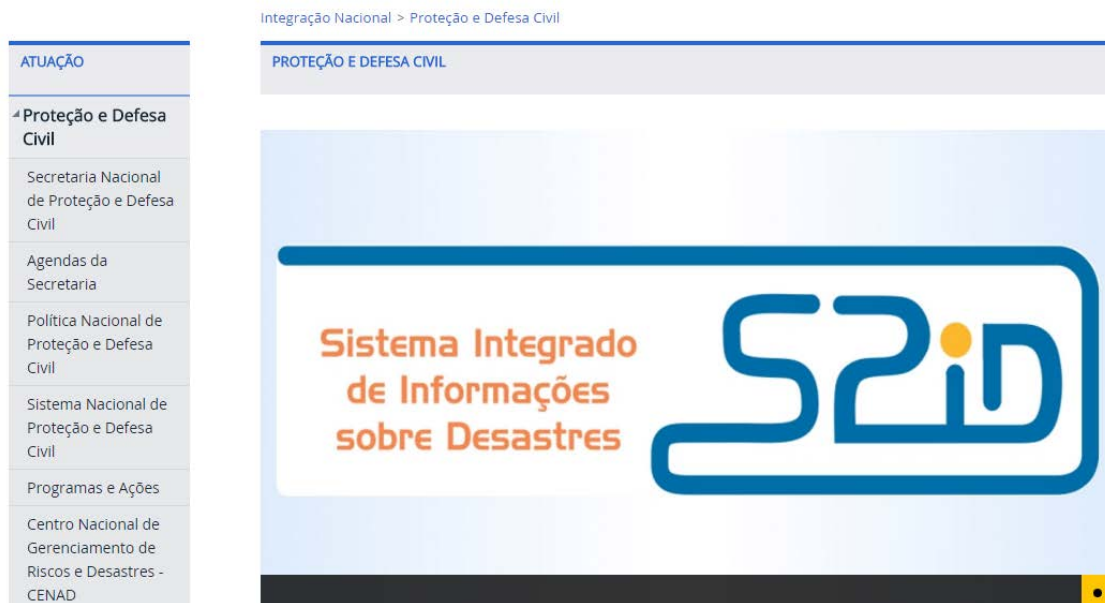 Integração Nacional > Proteção e Defesa Civil
ATUAÇÃO
Proteção e Defesa
Civil
Secretaria Nacional
de Proteção e Defesa
Civil
Agendas da
Secretaria
Política Nacional de
Proteção e Defesa
Civil
Sistema Nacional de
Proteção e Defesa
Civil
Programas e Ações
Centro Nacional de
Gerenciamento de
Riscos e Desastres -
CENAD
PROTEÇÃO E DEFESA CIVIL
Sistema Integrado
de Informações
sobre Desastres
S2iD